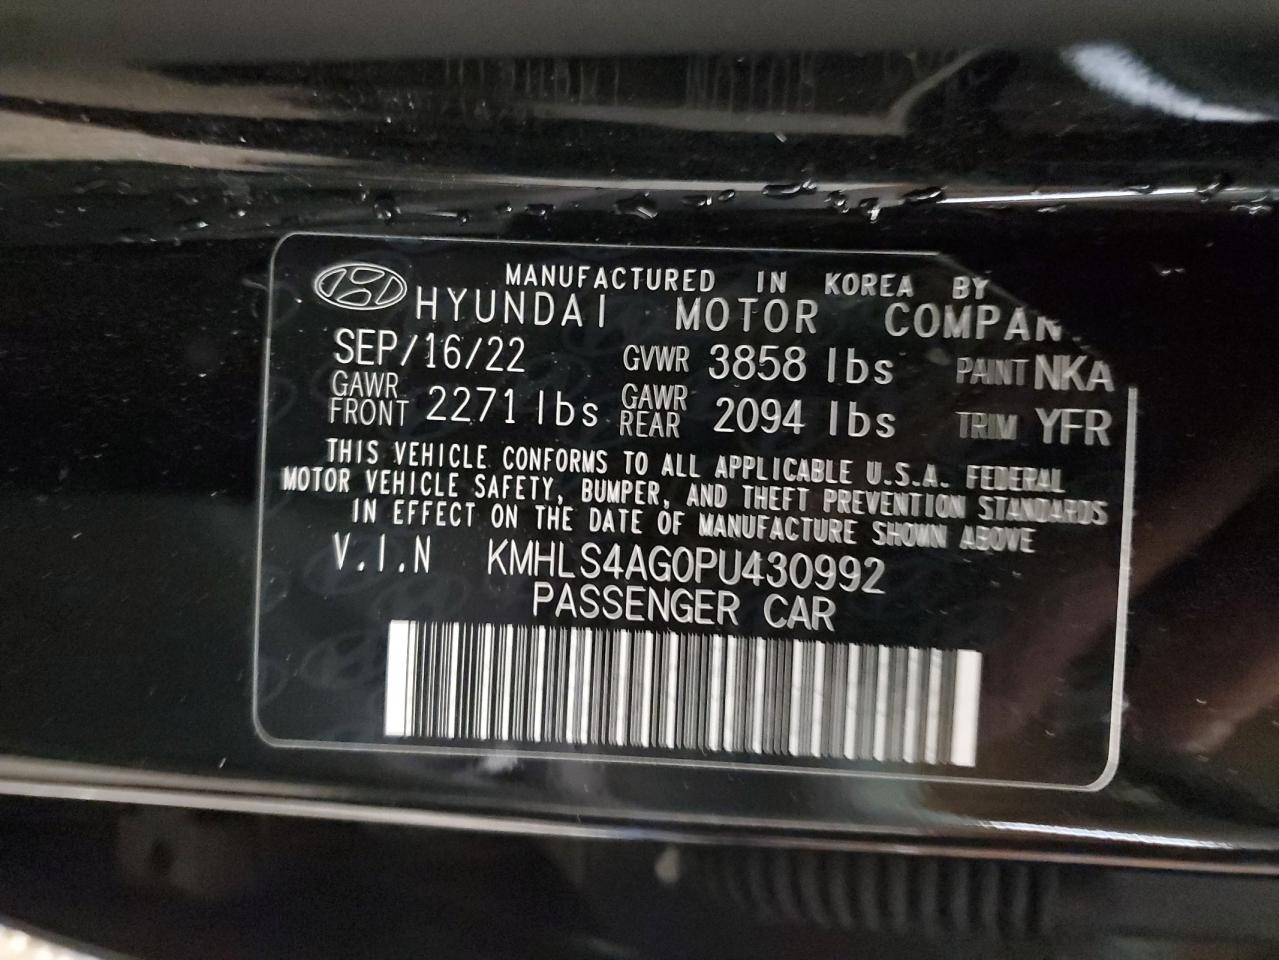 MANUFACTURED IN KOREA BY
HYUNDAI MOTOR COMPAN
SEP/16/22 GVWR 3858 lbs PAINT NKA
GAWR FRONT 2271 lbs GAWR REAR 2094 lbs TRIM YFR
THIS VEHICLE CONFORMS TO ALL APPLICABLE U.S.A. FEDERAL
MOTOR VEHICLE SAFETY, BUMPER, AND THEFT PREVENTION STANDARDS
IN EFFECT ON THE DATE OF MANUFACTURE SHOWN ABOVE
V.I.N KMHLS4AG0PU430992
PASSENGER CAR